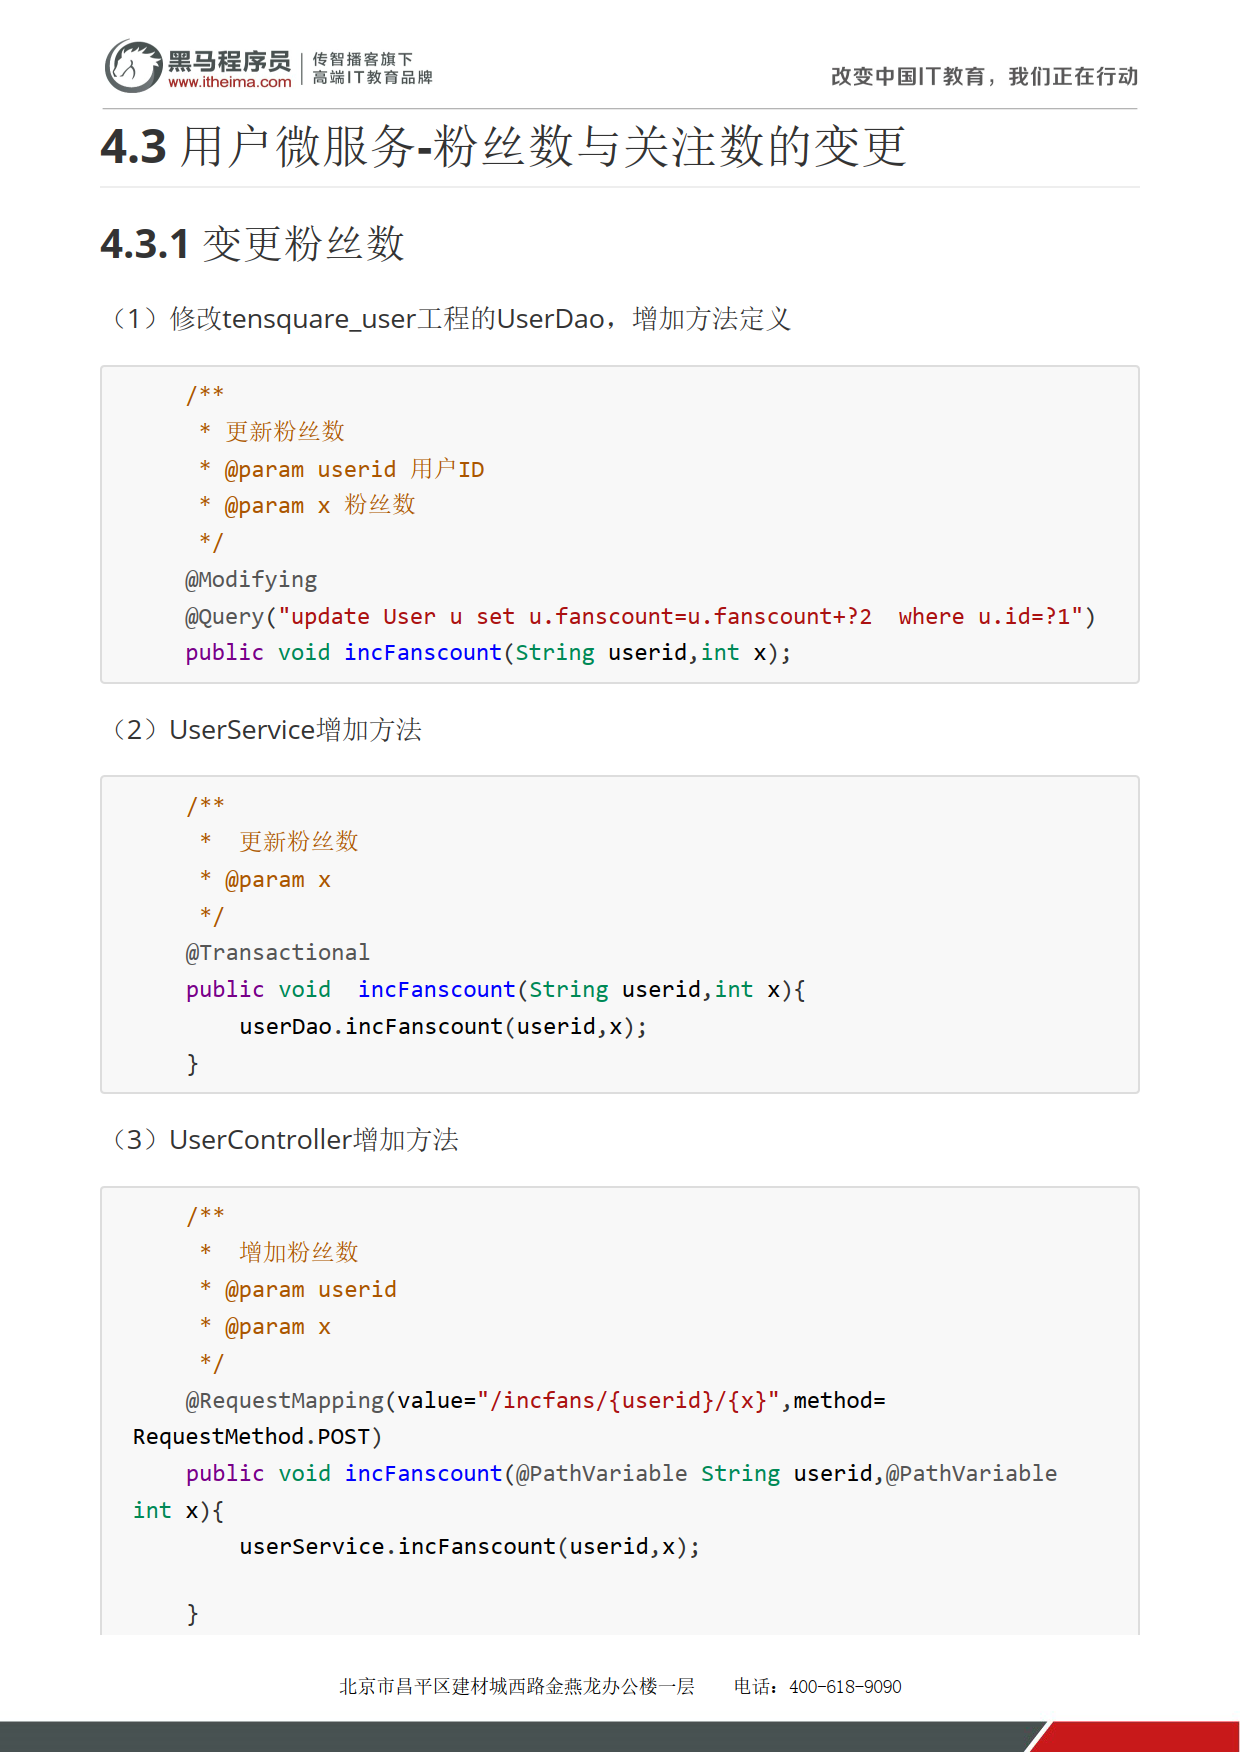 黑马程序员
www.itheima.com
传智播客旗下
高端IT教育品牌
改变中国IT教育，我们正在行动
4.3 用户微服务-粉丝数与关注数的变更
4.3.1 变更粉丝数
（1）修改tensquare_user工程的UserDao，增加方法定义
/**
* 更新粉丝数
* @param userid 用户ID
* @param x 粉丝数
*/
@Modifying
@Query("update User u set u.fanscount=u.fanscount+?2  where u.id=?1")
public void incFanscount(String userid,int x);
（2）UserService增加方法
/**
*  更新粉丝数
* @param x
*/
@Transactional
public void  incFanscount(String userid,int x){
userDao.incFanscount(userid,x);
}
（3）UserController增加方法
/**
*  增加粉丝数
* @param userid
* @param x
*/
@RequestMapping(value="/incfans/{userid}/{x}",method=
RequestMethod.POST)
public void incFanscount(@PathVariable String userid,@PathVariable
int x){
userService.incFanscount(userid,x);
}
北京市昌平区建材城西路金燕龙办公楼一层 电话：400-618-9090